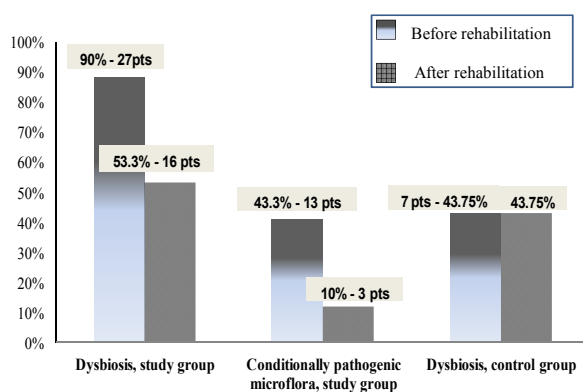 Before rehabilitation
After rehabilitation
100%
90%
80%
70%
60%
50%
40%
30%
20%
10%
0%
90% - 27pts
53.3% - 16 pts
43.3% - 13 pts
10% - 3 pts
7 pts - 43.75%
43.75%
Dysbiosis, study group
Conditionally pathogenic
microflora, study group
Dysbiosis, control group